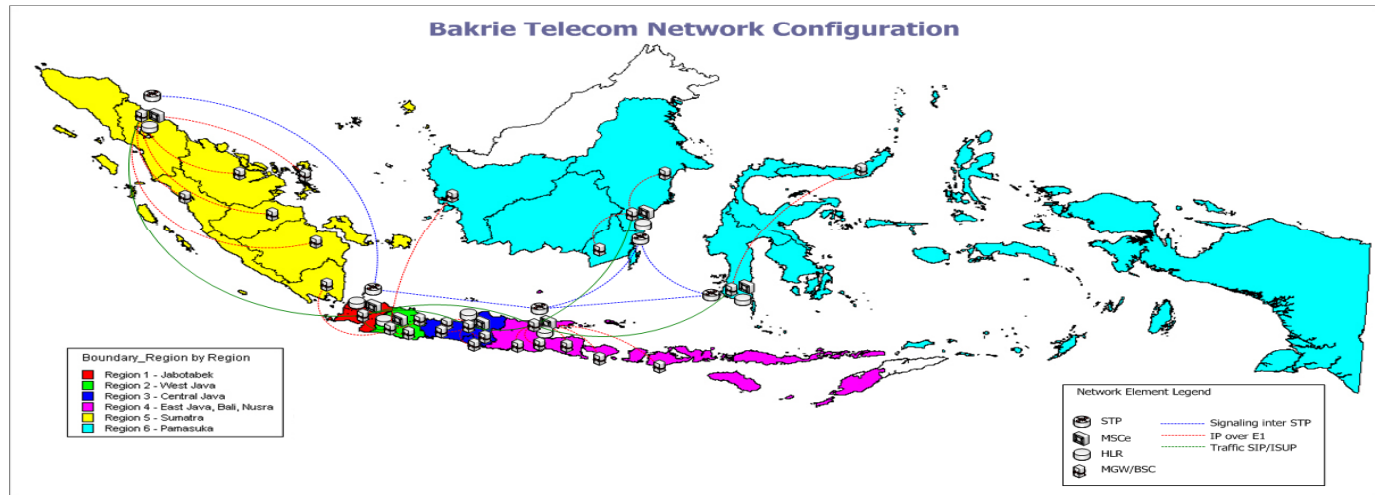 Bakrie Telecom Network Configuration
Boundary_Region by Region
Region 1 - Jabotabek
Region 2 - West Java
Region 3 - Central Java
Region 4 - East Java, Bali, Nusra
Region 5 - Sumatra
Region 6 - Pamasuka
Network Element Legend
STP
MSCe
HLR
MGW/BSC
Signaling inter STP
IP over E1
Traffic SIP/ISUP